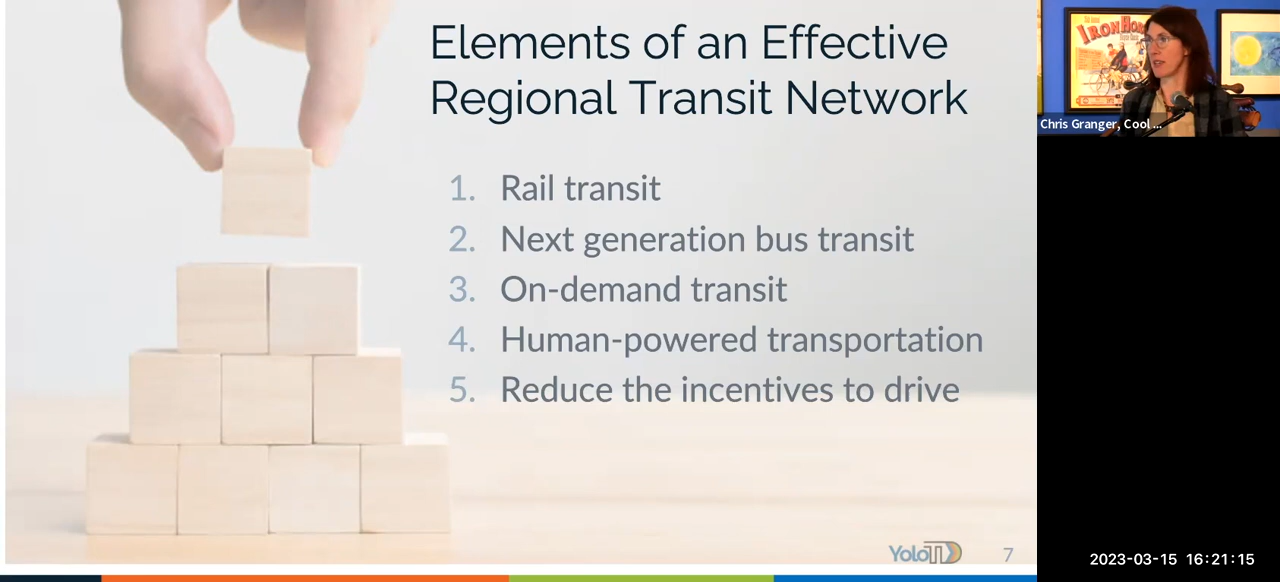 Elements of an Effective
Regional Transit Network
1. Rail transit
2. Next generation bus transit
3. On-demand transit
4. Human-powered transportation
5. Reduce the incentives to drive
YoloTD
7
IRON HOR
Chris Granger, Cool ...
2023-03-15 16:21:15